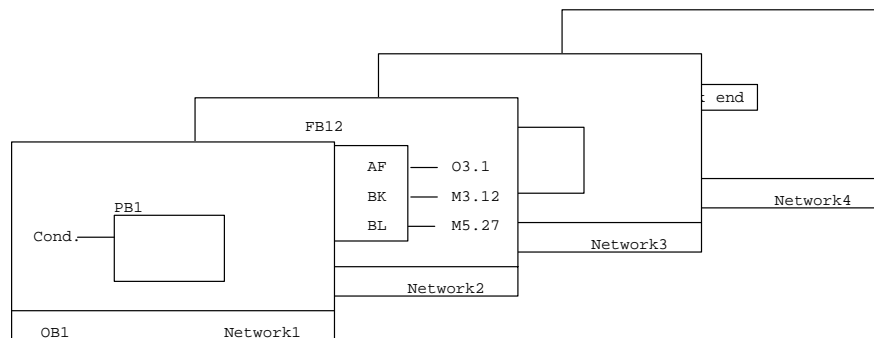 end
FB12
AF O3.1
BK M3.12
BL M5.27
PB1
Cond.
Network4
Network3
Network2
OB1 Network1